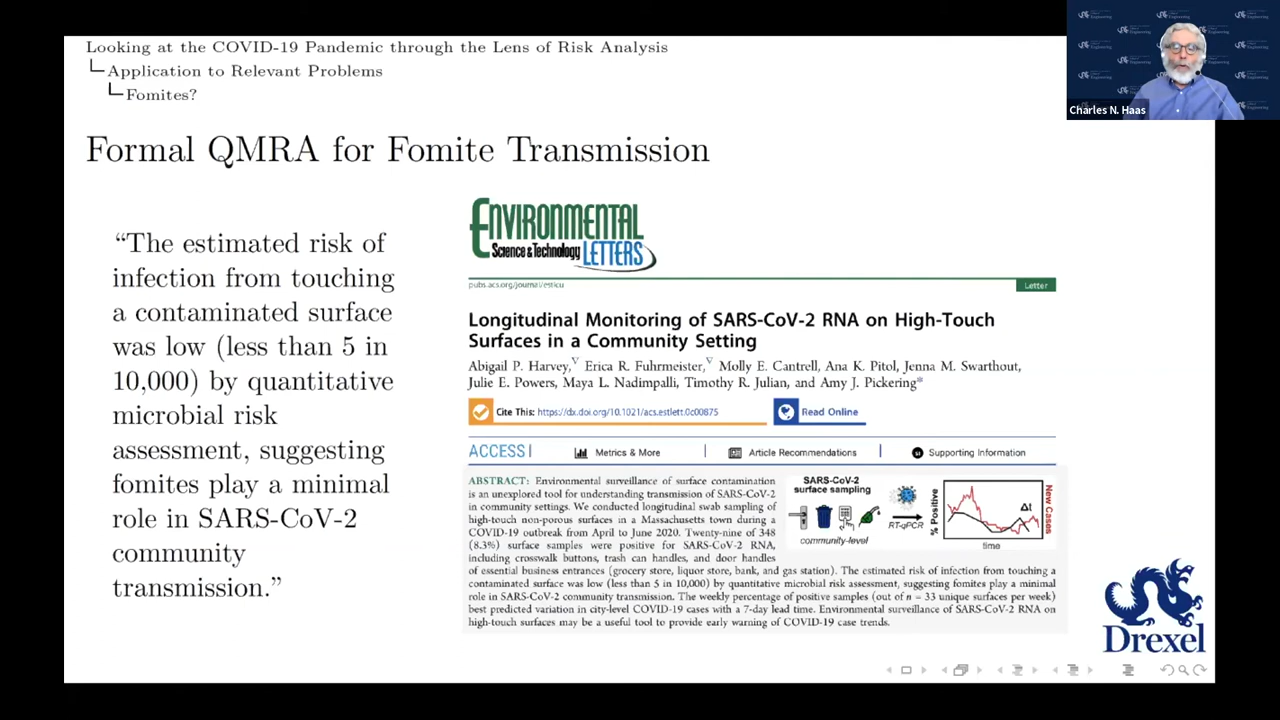 Looking at the COVID-19 Pandemic through the Lens of Risk Analysis
Application to Relevant Problems
Fomites?
Charles N. Haas
Formal QMRA for Fomite Transmission
“The estimated risk of
infection from touching
a contaminated surface
was low (less than 5 in
10,000) by quantitative
microbial risk
assessment, suggesting
fomites play a minimal
role in SARS-CoV-2
community
transmission.”
ENVIRONMENTAL
Science & Technology
LETTERS
pubs.acs.org/journal/estlcu
Letter
Longitudinal Monitoring of SARS-CoV-2 RNA on High-Touch
Surfaces in a Community Setting
Abigail P. Harvey,∇ Erica R. Fuhrmeister,∇ Molly E. Cantrell, Ana K. Pitol, Jenna M. Swarthout,
Julie E. Powers, Maya L. Nadimpalli, Timothy R. Julian, and Amy J. Pickering*
Cite This: https://dx.doi.org/10.1021/acs.estlett.0c00875
Read Online
ACCESS
Metrics & More
Article Recommendations
Supporting Information
ABSTRACT: Environmental surveillance of surface contamination
is an unexplored tool for understanding transmission of SARS-CoV-2
in community settings. We conducted longitudinal swab sampling of
high-touch non-porous surfaces in a Massachusetts town during a
COVID-19 outbreak from April to June 2020. Twenty-nine of 348
(8.3%) surface samples were positive for SARS-CoV-2 RNA,
including crosswalk buttons, trash can handles, and door handles
of essential business entrances (grocery store, liquor store, bank, and gas station). The estimated risk of infection from touching a
contaminated surface was low (less than 5 in 10,000) by quantitative microbial risk assessment, suggesting fomites play a minimal
role in SARS-CoV-2 community transmission. The weekly percentage of positive samples (out of n = 33 unique surfaces per week)
best predicted variation in city-level COVID-19 cases with a 7-day lead time. Environmental surveillance of SARS-CoV-2 RNA on
high-touch surfaces may be a useful tool to provide early warning of COVID-19 case trends.
SARS-CoV-2
surface sampling
community-level
RT-qPCR
% Positive
Δt
New Cases
time
Drexel